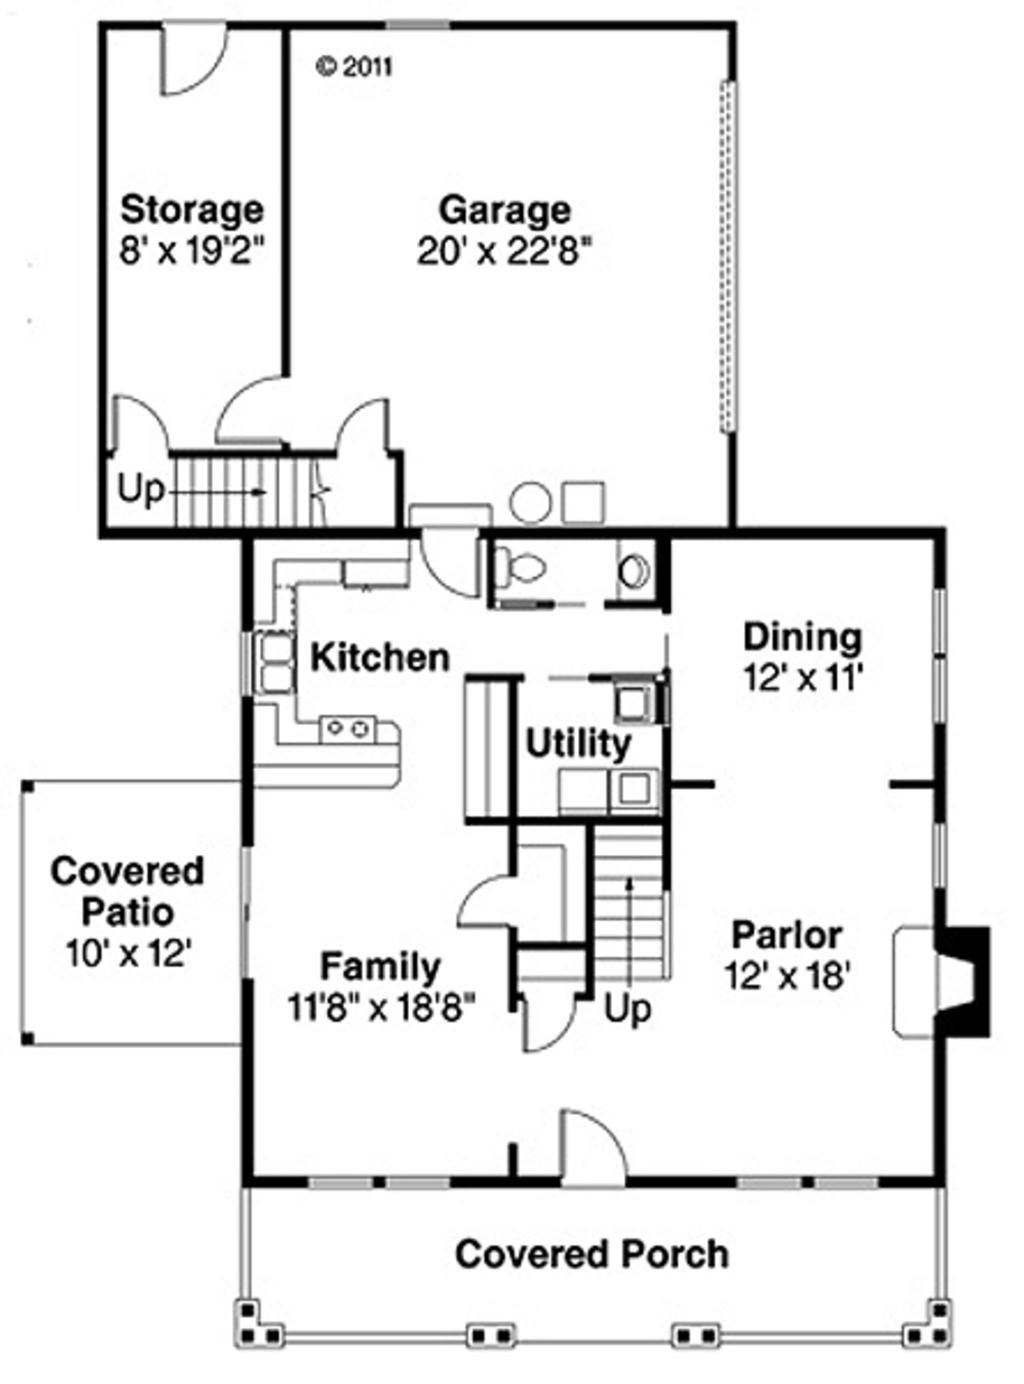 © 2011
Storage
8' x 19'2"
Garage
20' x 22'8"
Up
Kitchen
Dining
12' x 11'
Utility
Covered
Patio
10' x 12'
Family
11'8" x 18'8"
Up
Parlor
12' x 18'
Covered Porch